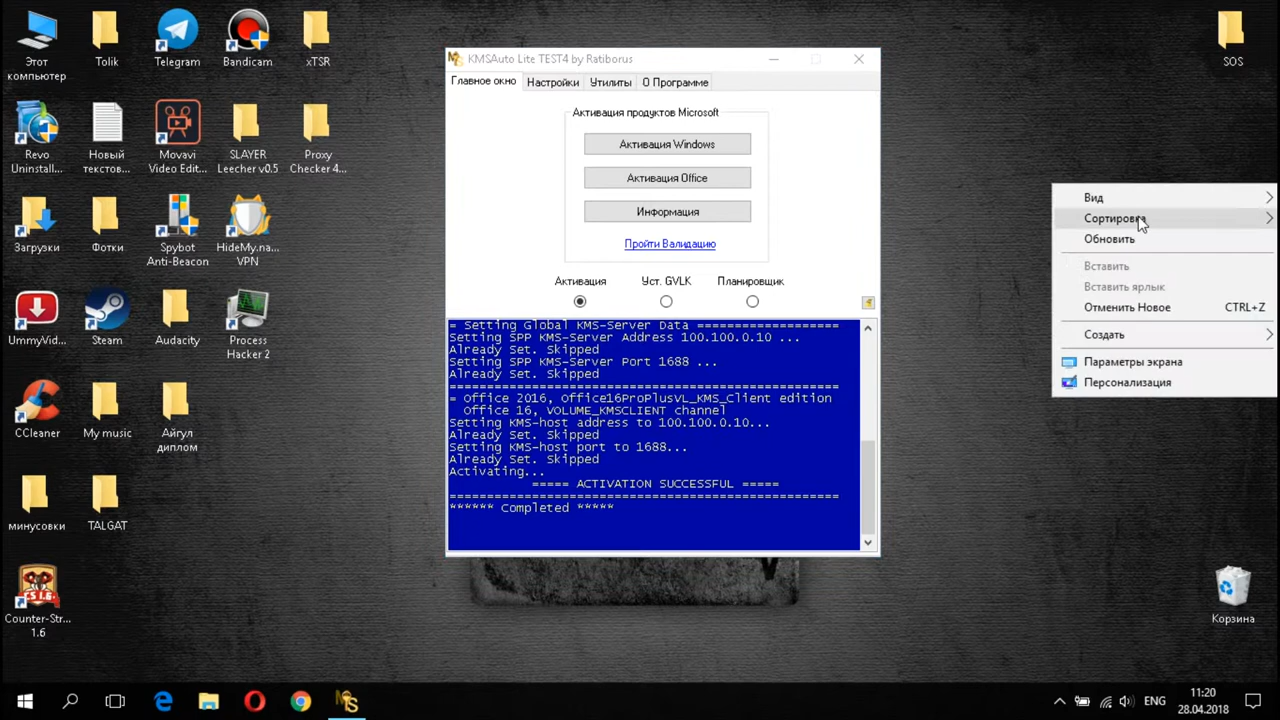 Этот
компьютер
Tolik
Telegram
Bandicam
xTSR
SOS
Revo
Uninstall...
Новый
текстов...
Movavi
Video Edit...
SLAYER
Leecher v0.5
Proxy
Checker 4...
Загрузки
Фотки
Spybot
Anti-Beacon
HideMy.na...
VPN
UmmyVid...
Steam
Audacity
Process
Hacker 2
CCleaner
My music
Айгул
диплом
минусовки
TALGAT
Counter-Str...
1.6
CS 1.6
KMSAuto Lite TEST4 by Ratiborus
Главное окно Настройки Утилиты О Программе
Активация продуктов Microsoft
Активация Windows
Активация Office
Информация
Пройти Валидацию
Активация Уст. GVLK Планировщик
= Setting Global KMS-Server Data ===================
Setting SPP KMS-Server Address 100.100.0.10 ...
Already Set. Skipped
Setting SPP KMS-Server Port 1688 ...
Already Set. Skipped
====================================================
= Office 2016, Office16ProPlusVL_KMS_Client edition
Office 16, VOLUME_KMSCLIENT channel
Setting KMS-host address to 100.100.0.10...
Already Set. Skipped
Setting KMS-host port to 1688...
Already Set. Skipped
Activating...
===== ACTIVATION SUCCESSFUL =====
====================================================
****** Completed *****
Вид
Сортировка
Обновить
Вставить
Вставить ярлык
Отменить Новое CTRL+Z
Создать
Параметры экрана
Персонализация
Корзина
ENG
11:20
28.04.2018